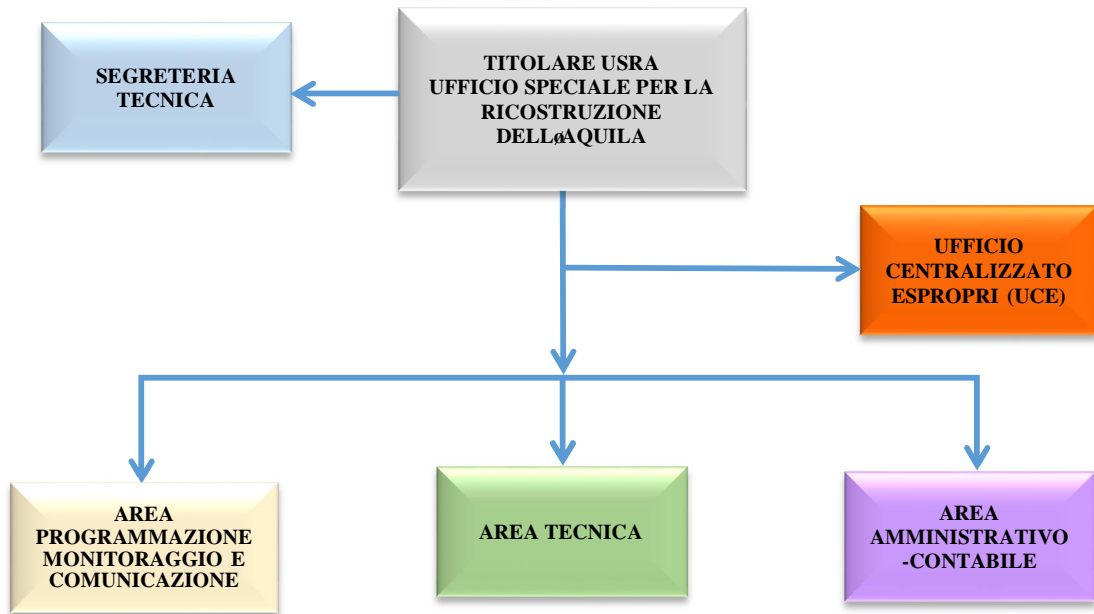 SEGRETERIA
TECNICA
TITOLARE USRA
UFFICIO SPECIALE PER LA
RICOSTRUZIONE
DELLøAQUILA
UFFICIO
CENTRALIZZATO
ESPROPRI (UCE)
AREA
PROGRAMMAZIONE
MONITORAGGIO E
COMUNICAZIONE
AREA TECNICA
AREA
AMMINISTRATIVO
-CONTABILE